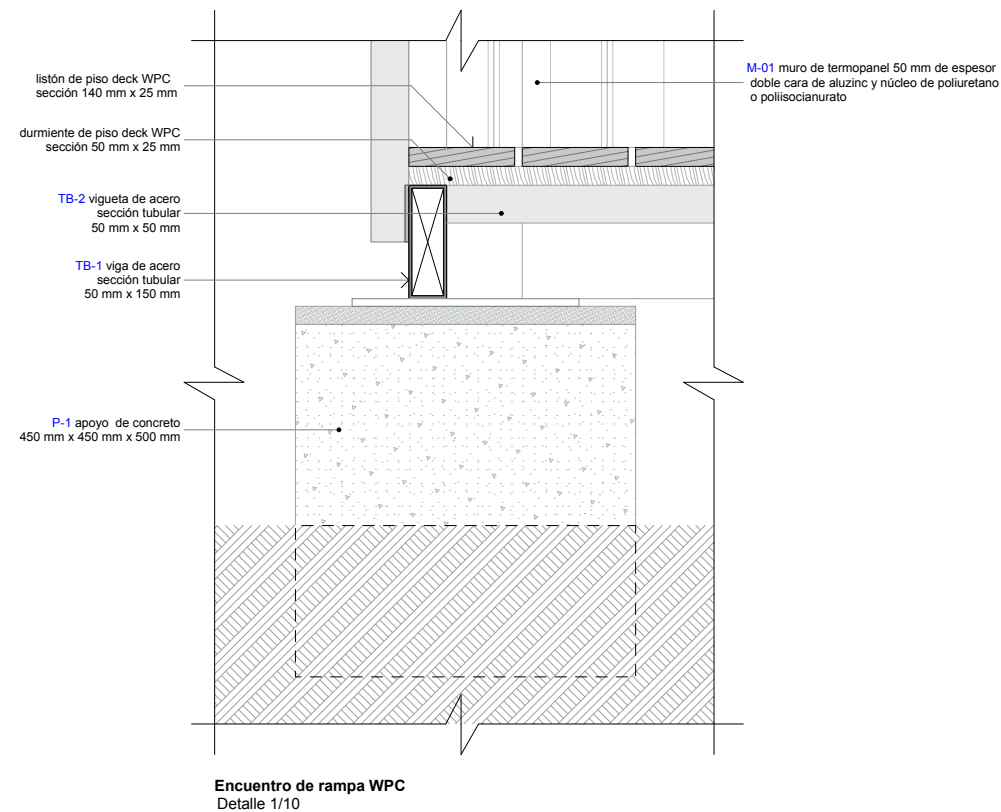 listón de piso deck WPC
sección 140 mm x 25 mm
durmiente de piso deck WPC
sección 50 mm x 25 mm
TB-2 vigueta de acero
sección tubular
50 mm x 50 mm
TB-1 viga de acero
sección tubular
50 mm x 150 mm
P-1 apoyo de concreto
450 mm x 450 mm x 500 mm
M-01 muro de termopanel 50 mm de espesor
doble cara de aluzinc y núcleo de poliuretano
o poliisocianurato
Encuentro de rampa WPC
Detalle 1/10